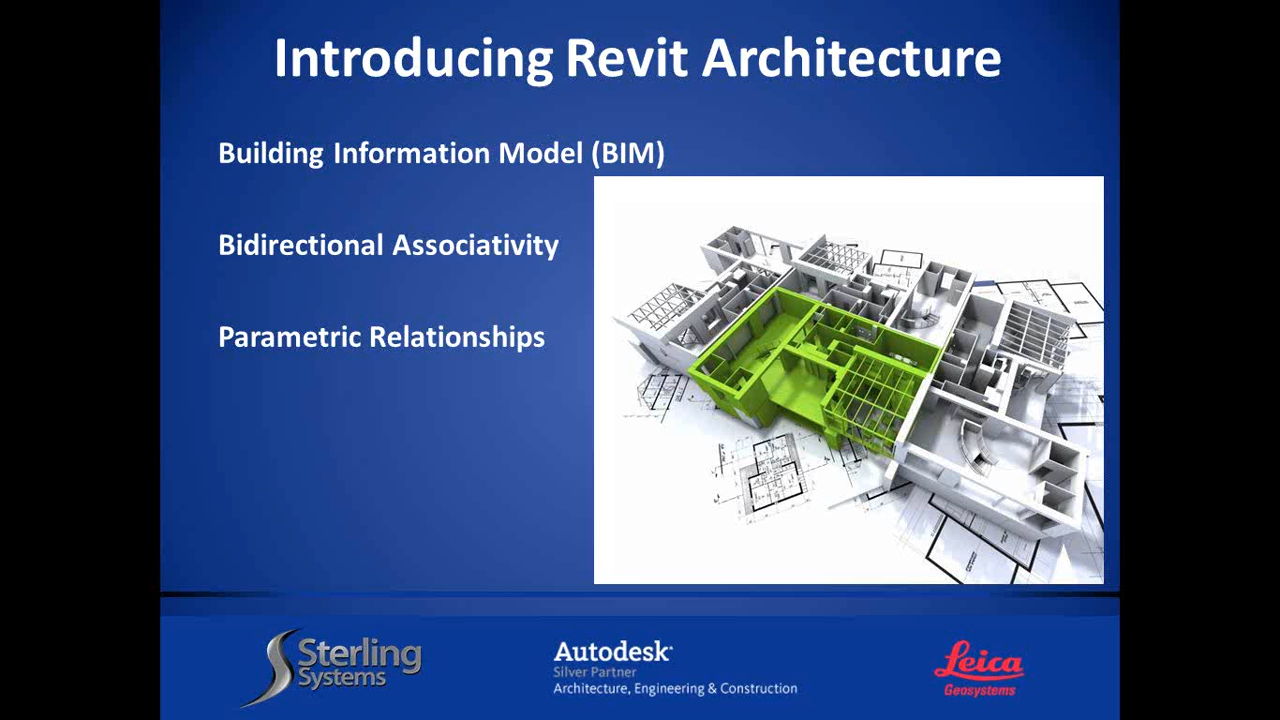 Introducing Revit Architecture
Building Information Model (BIM)
Bidirectional Associativity
Parametric Relationships
Sterling
Systems
Autodesk
Silver Partner
Architecture, Engineering & Construction
Leica
Geosystems